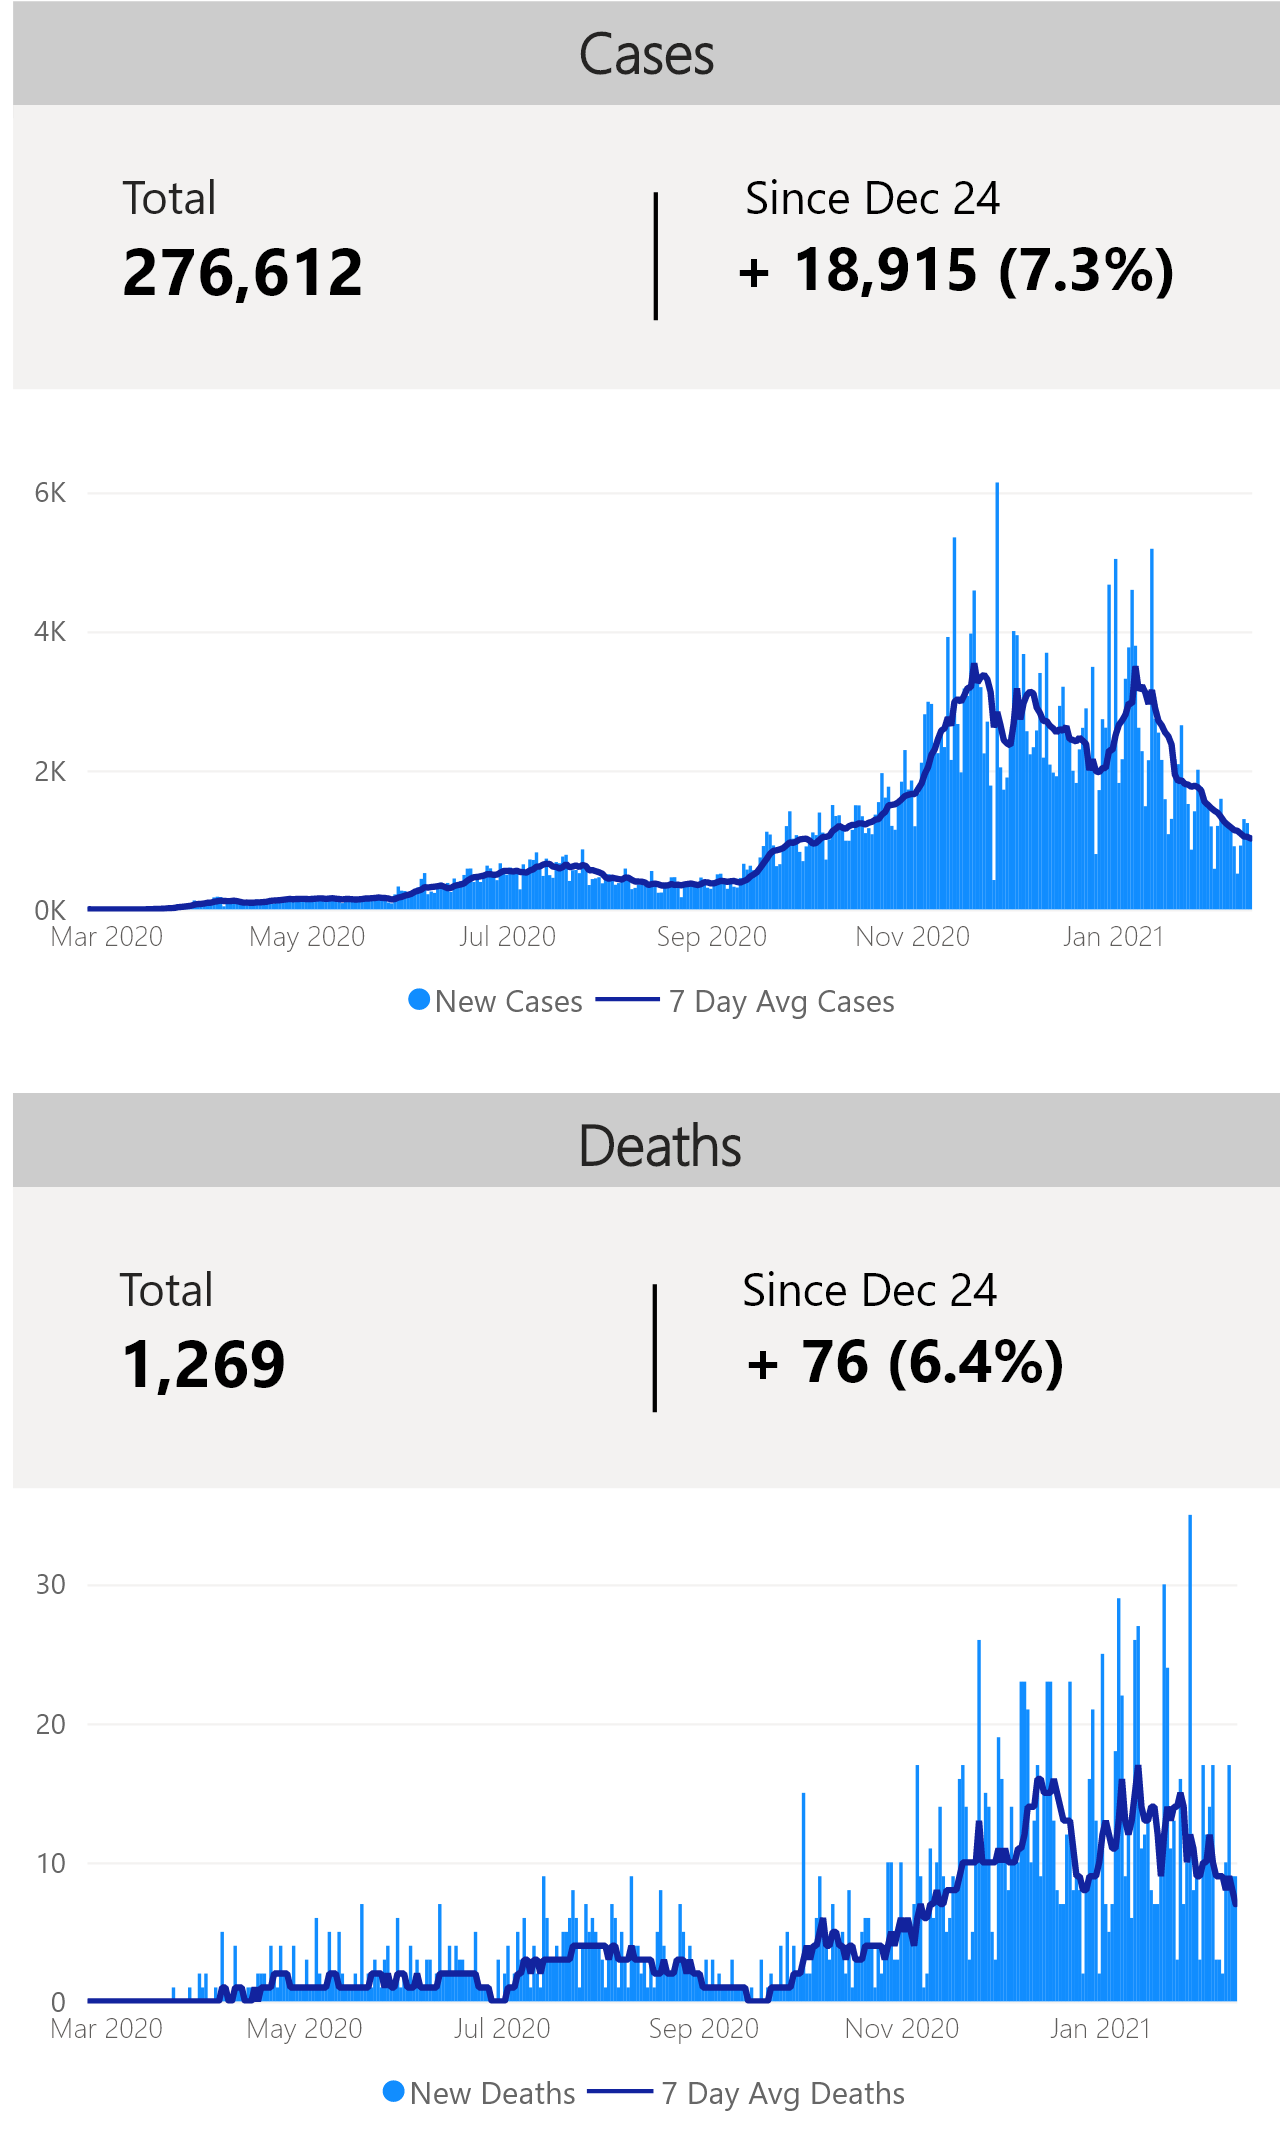 Cases
Total
Since Dec 24
276,612
+ 18,915 (7.3%)
6K
4K
2K
0K
Mar 2020 May 2020 Jul 2020 Sep 2020 Nov 2020 Jan 2021
New Cases 7 Day Avg Cases
Deaths
Total
Since Dec 24
1,269
+ 76 (6.4%)
30
20
10
0
Mar 2020 May 2020 Jul 2020 Sep 2020 Nov 2020 Jan 2021
New Deaths 7 Day Avg Deaths